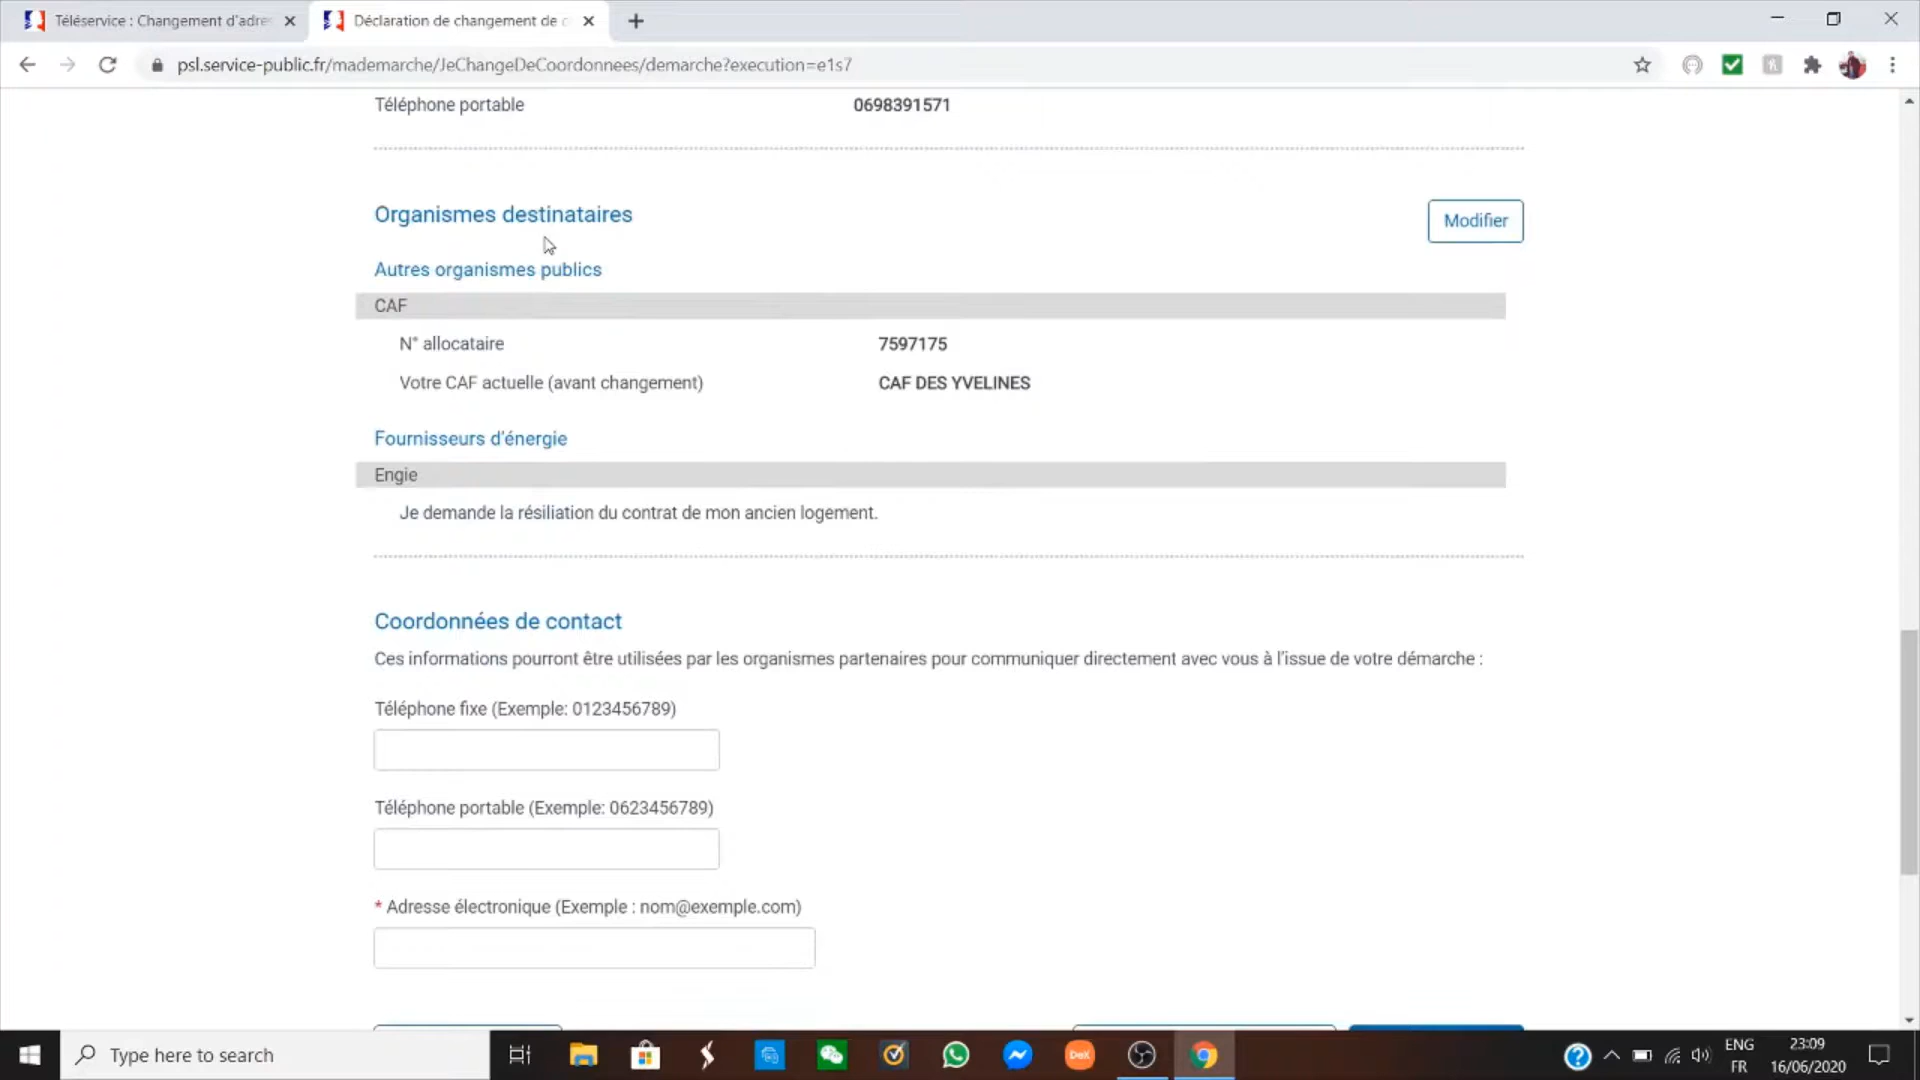 Téléservice : Changement d'adre
Déclaration de changement de c
psl.service-public.fr/mademarche/JeChangeDeCoordonnees/demarche?execution=e1s7
Téléphone portable 0698391571
Organismes destinataires
Modifier
Autres organismes publics
CAF
N° allocataire 7597175
Votre CAF actuelle (avant changement) CAF DES YVELINES
Fournisseurs d'énergie
Engie
Je demande la résiliation du contrat de mon ancien logement.
Coordonnées de contact
Ces informations pourront être utilisées par les organismes partenaires pour communiquer directement avec vous à l'issue de votre démarche :
Téléphone fixe (Exemple: 0123456789)
Téléphone portable (Exemple: 0623456789)
* Adresse électronique (Exemple : nom@exemple.com)
Type here to search
DeX
ENG
FR
23:09
16/06/2020